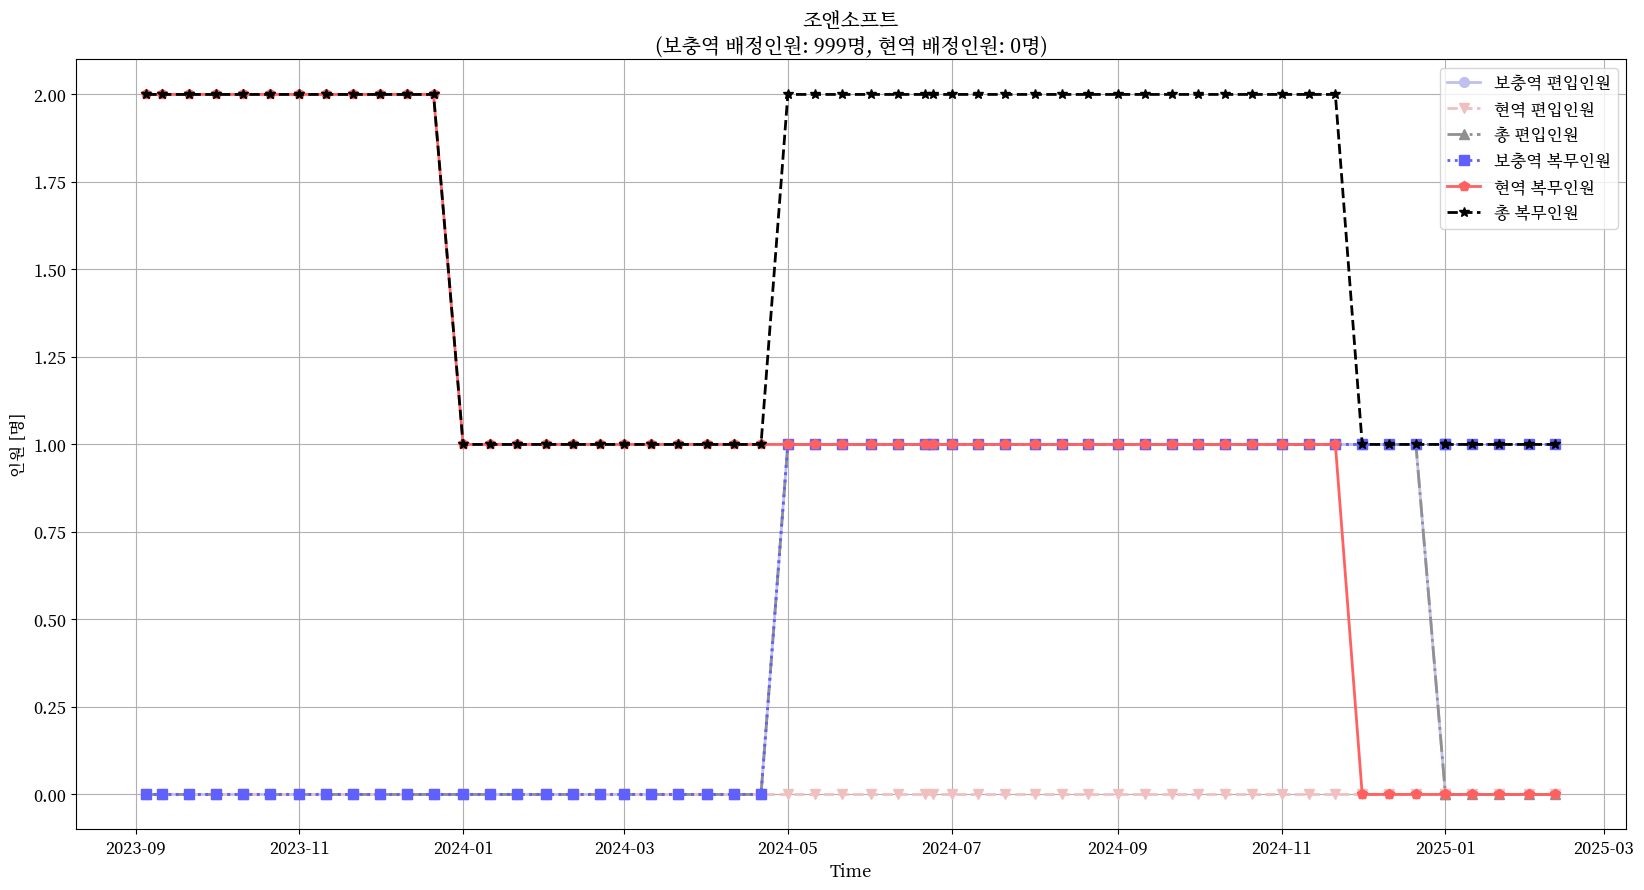 조앤소프트
(보충역 배정인원: 999명, 현역 배정인원: 0명)
보충역 편입인원
현역 편입인원
총 편입인원
보충역 복무인원
현역 복무인원
총 복무인원
2.00
1.75
1.50
1.25
1.00
0.75
0.50
0.25
0.00
인원 [명]
2023-09
2023-11
2024-01
2024-03
2024-05
2024-07
2024-09
2024-11
2025-01
2025-03
Time